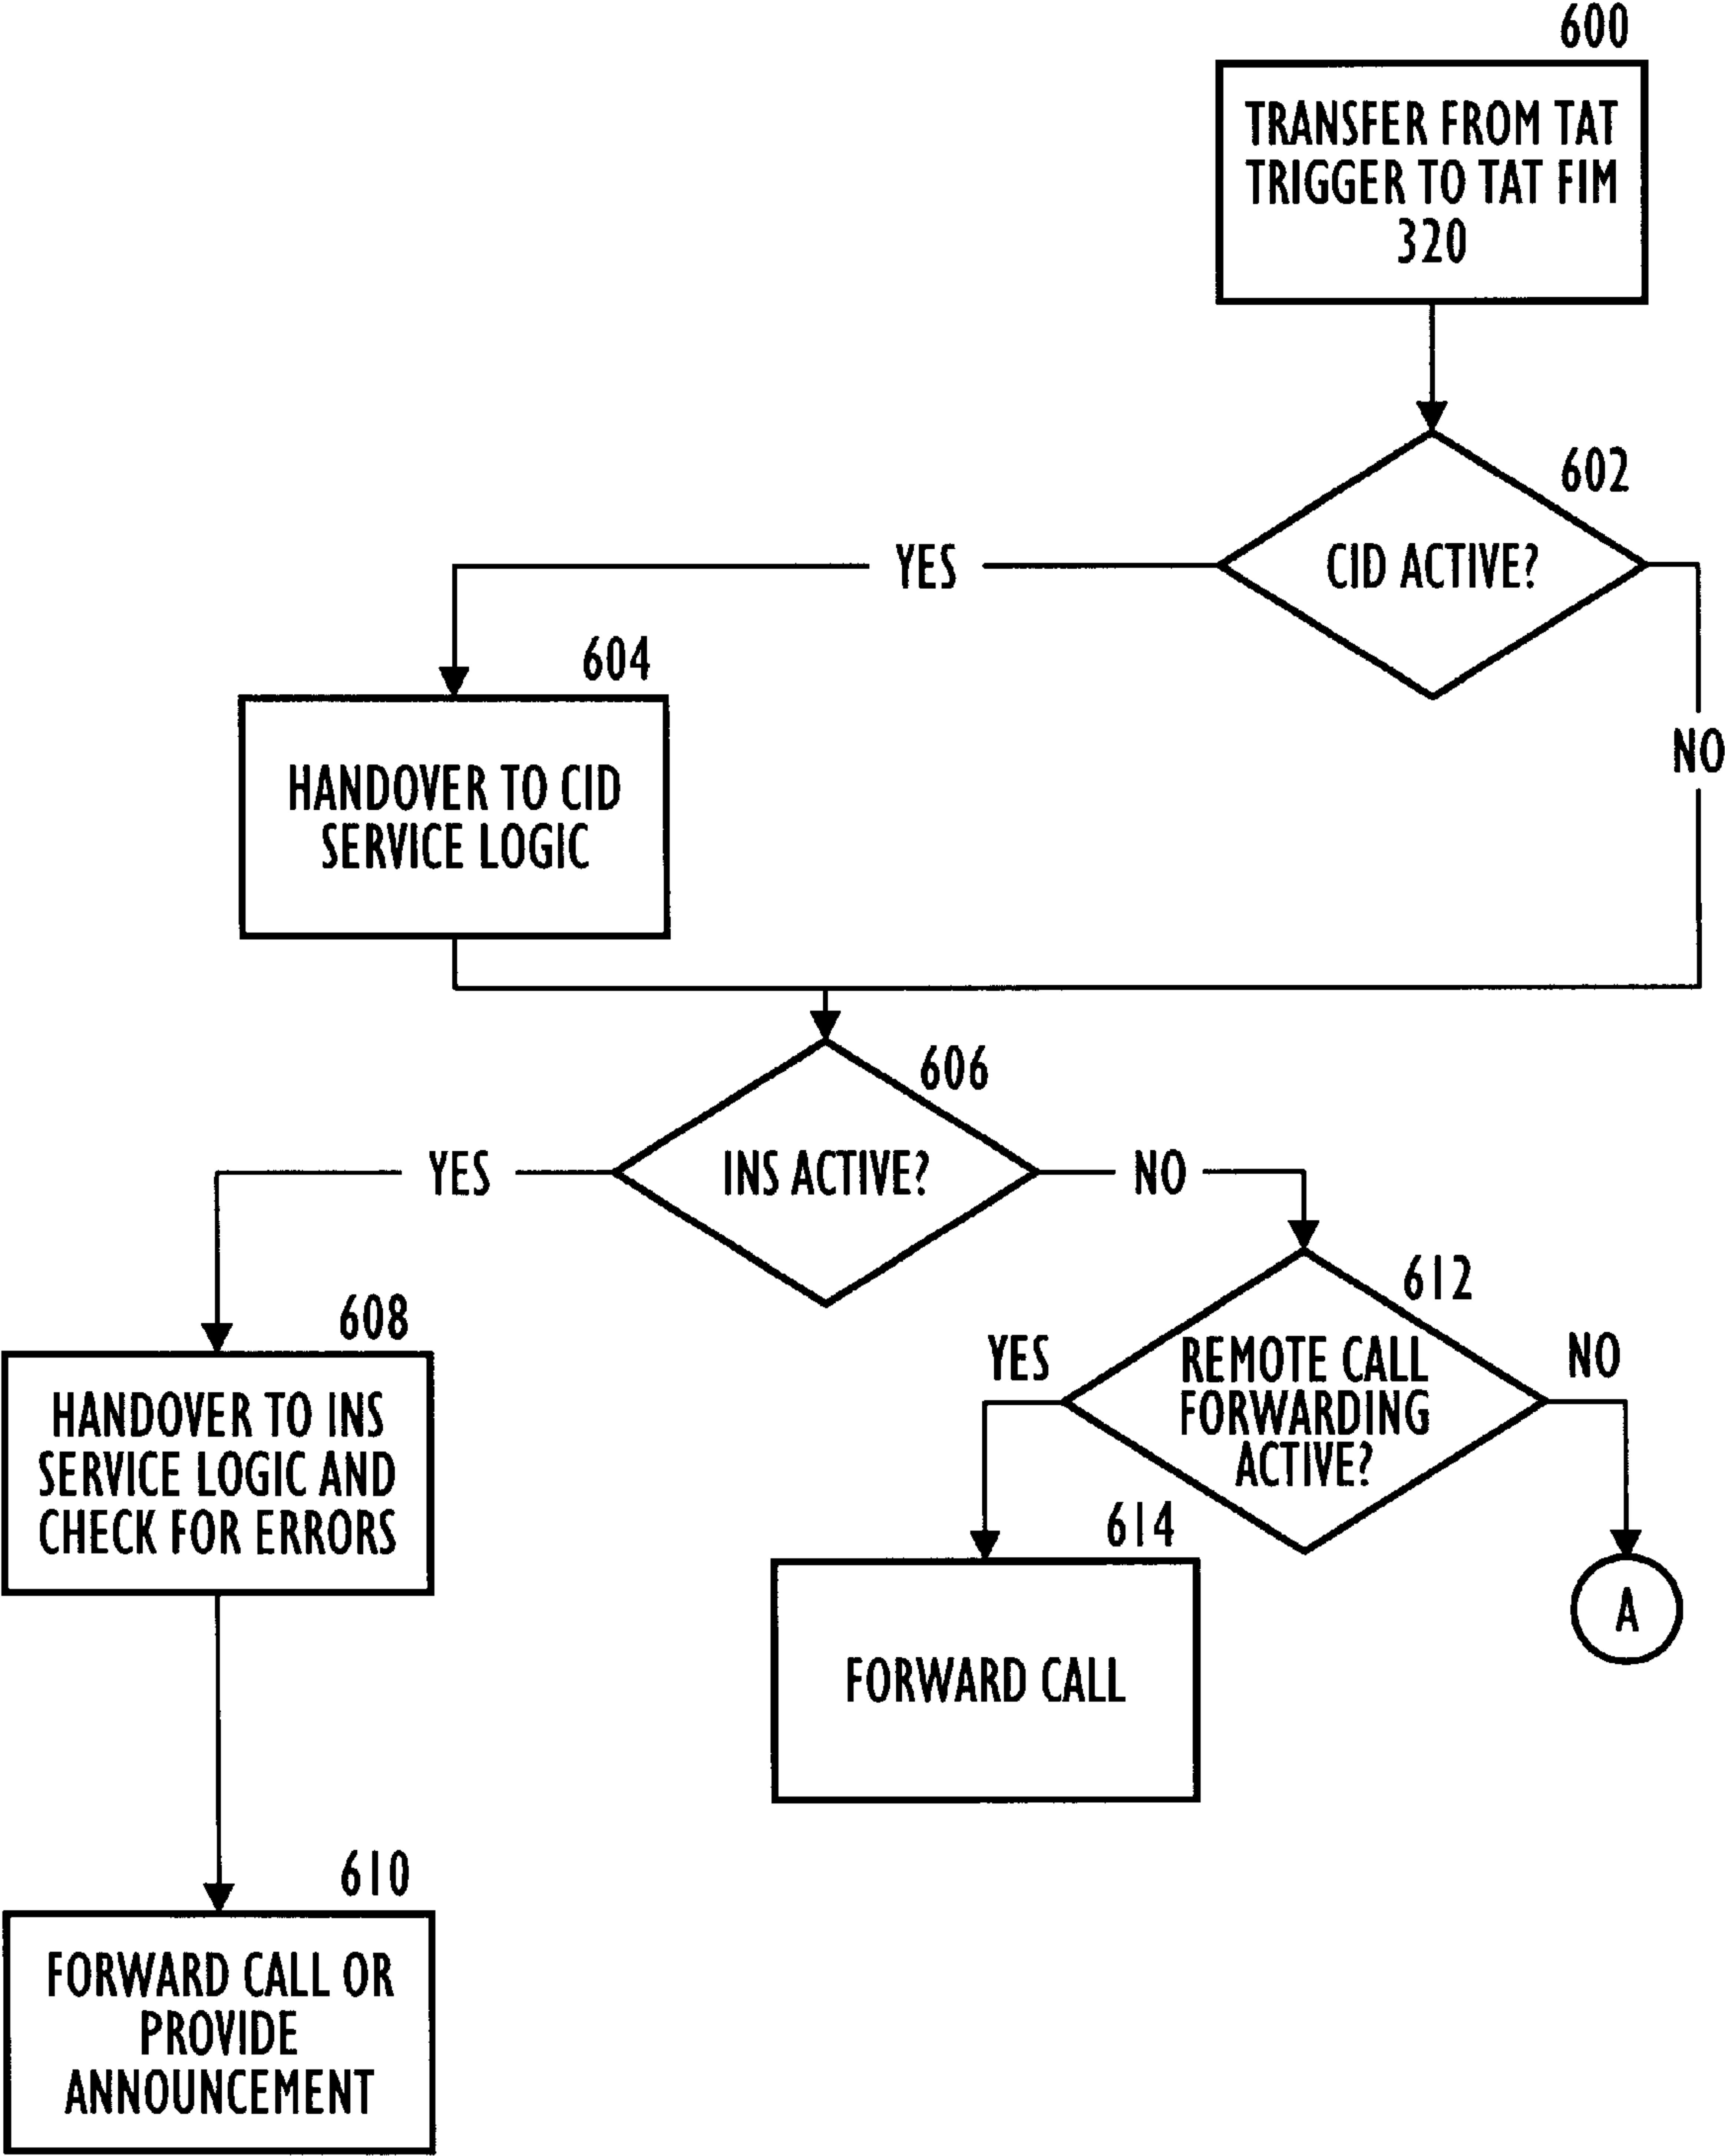 600
TRANSFER FROM TAT
TRIGGER TO TAT FIM
320
602
CID ACTIVE?
YES
NO
604
HANDOVER TO CID
SERVICE LOGIC
606
INS ACTIVE?
YES
NO
608
HANDOVER TO INS
SERVICE LOGIC AND
CHECK FOR ERRORS
612
REMOTE CALL
FORWARDING
ACTIVE?
YES
NO
614
FORWARD CALL
A
610
FORWARD CALL OR
PROVIDE
ANNOUNCEMENT